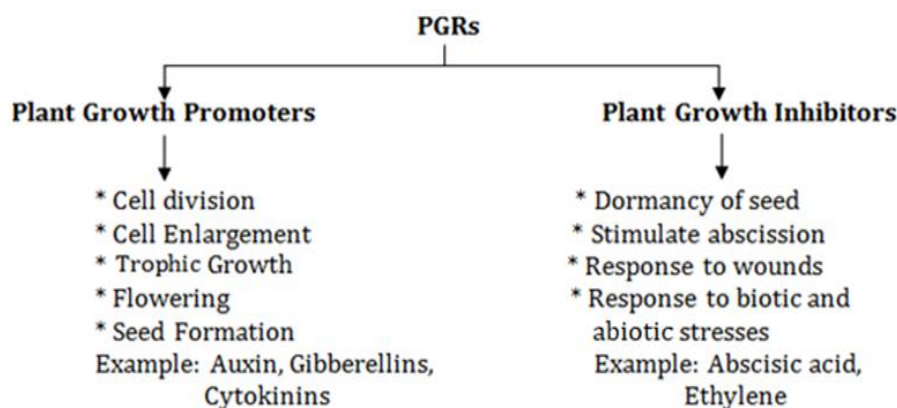 PGRs
Plant Growth Promoters
* Cell division
* Cell Enlargement
* Trophic Growth
* Flowering
* Seed Formation
Example: Auxin, Gibberellins,
Cytokinins
Plant Growth Inhibitors
* Dormancy of seed
* Stimulate abscission
* Response to wounds
* Response to biotic and
abiotic stresses
Example: Abscisic acid,
Ethylene